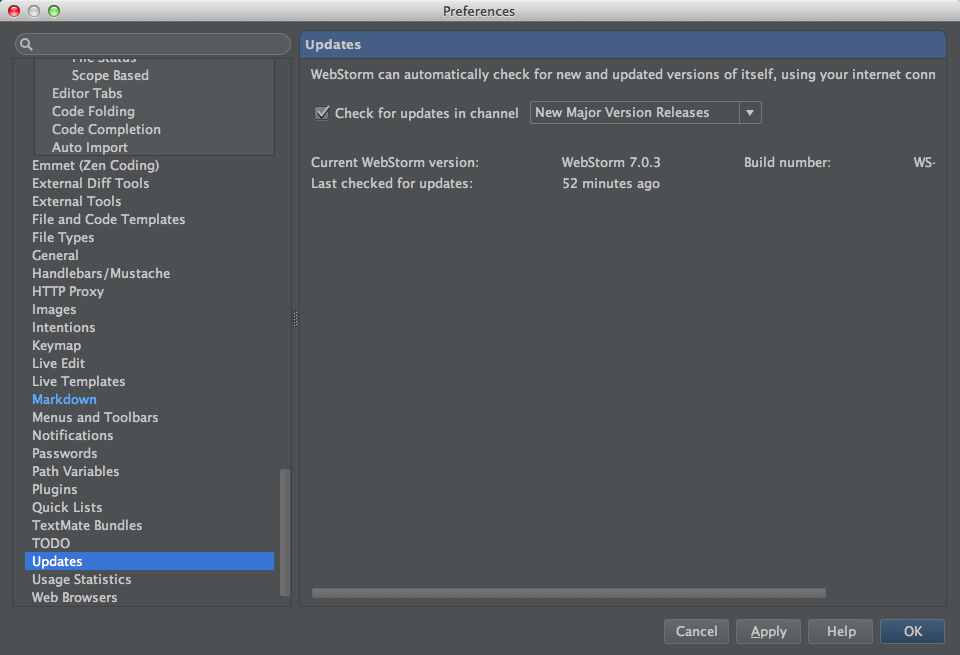 Preferences
File Status
Scope Based
Editor Tabs
Code Folding
Code Completion
Auto Import
Emmet (Zen Coding)
External Diff Tools
External Tools
File and Code Templates
File Types
General
Handlebars/Mustache
HTTP Proxy
Images
Intentions
Keymap
Live Edit
Live Templates
Markdown
Menus and Toolbars
Notifications
Passwords
Path Variables
Plugins
Quick Lists
TextMate Bundles
TODO
Updates
Usage Statistics
Web Browsers
Updates
WebStorm can automatically check for new and updated versions of itself, using your internet conn
Check for updates in channel New Major Version Releases
Current WebStorm version: WebStorm 7.0.3 Build number: WS-
Last checked for updates: 52 minutes ago
Cancel Apply Help OK